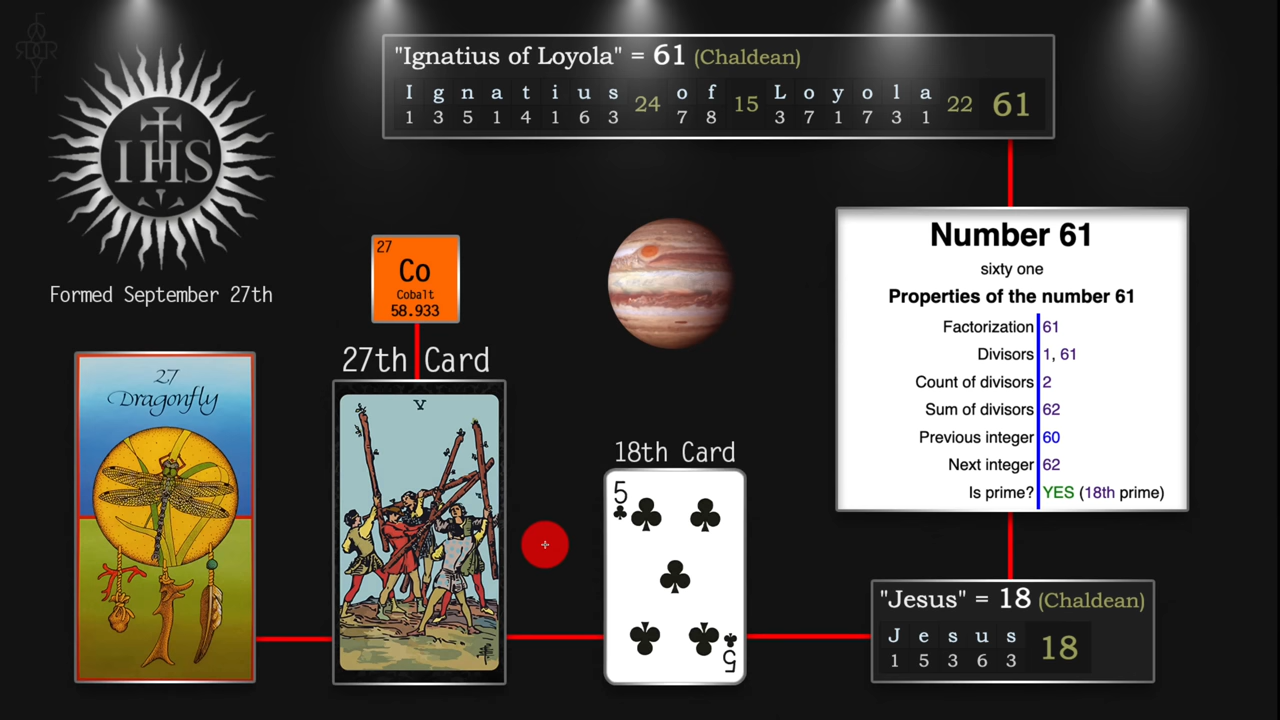 "Ignatius of Loyola" = 61 (Chaldean)
I g n a t i u s 24 o f 15 L o y o l a 22 61
1 3 5 1 4 1 6 3 7 8 3 7 1 7 3 1
IHS
Formed September 27th
27
Co
Cobalt
58.933
27th Card
V
27
Dragonfly
18th Card
5
5
Number 61
sixty one
Properties of the number 61
Factorization 61
Divisors 1, 61
Count of divisors 2
Sum of divisors 62
Previous integer 60
Next integer 62
Is prime? YES (18th prime)
"Jesus" = 18 (Chaldean)
J e s u s 18
1 5 3 6 3